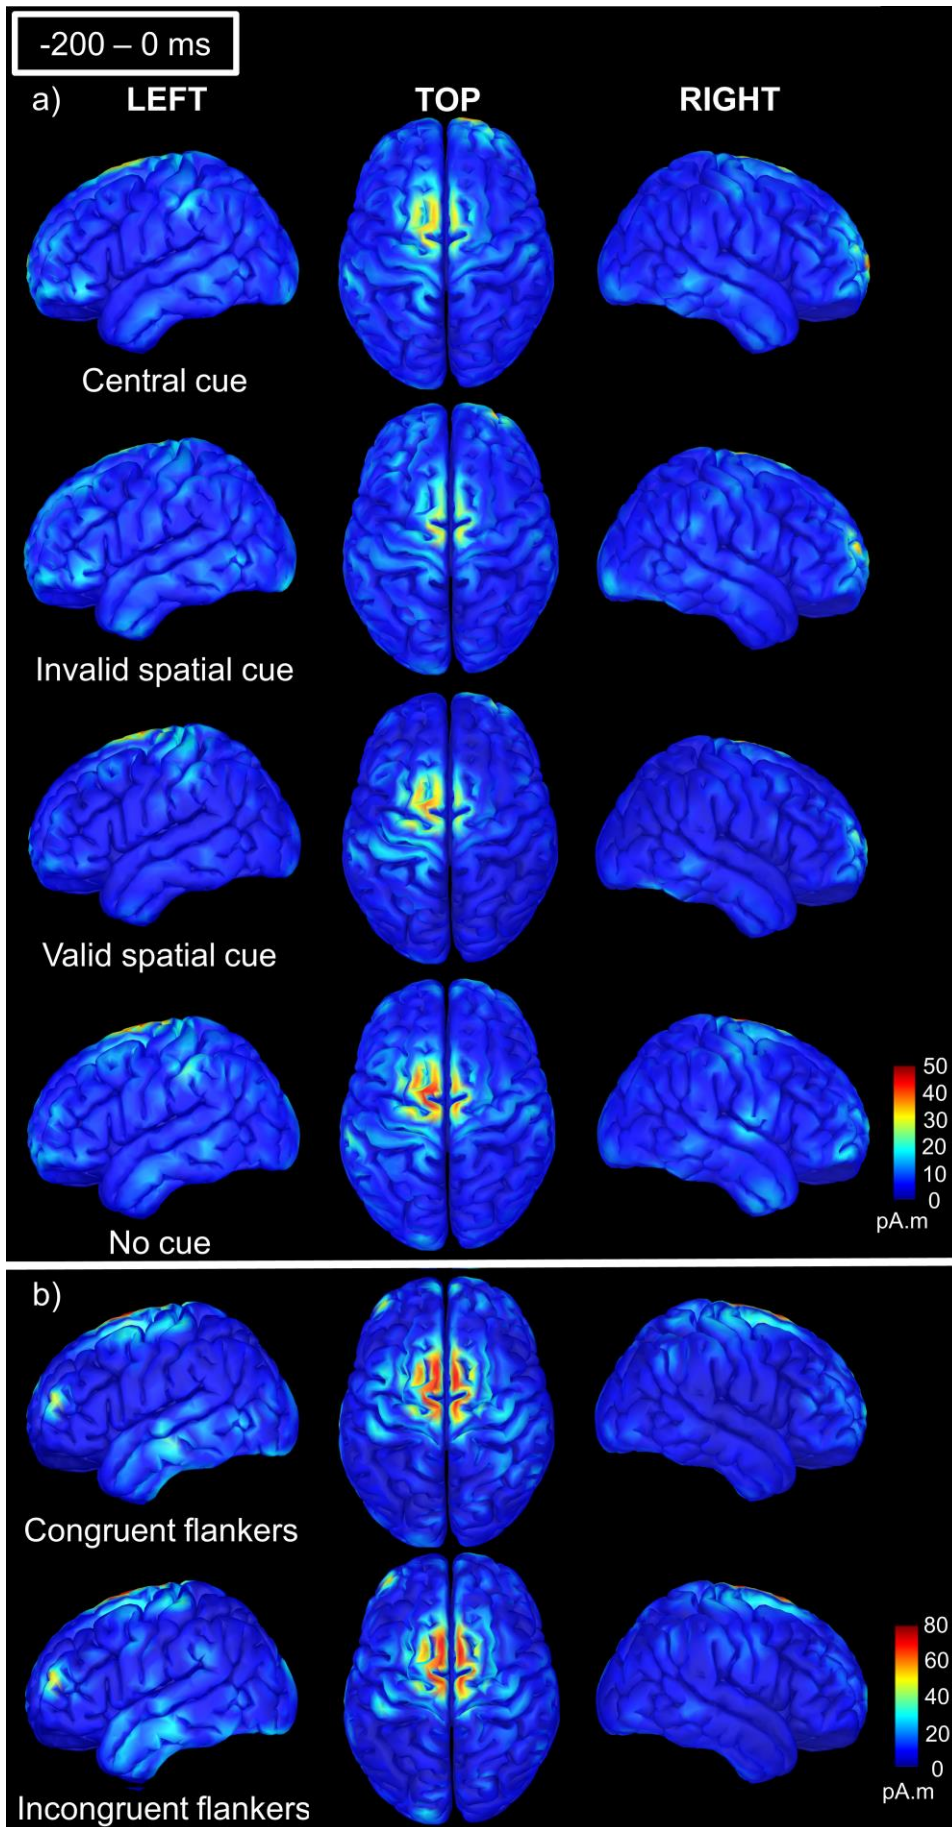 -200 – 0 ms
a)
LEFT
TOP
RIGHT
Central cue
Invalid spatial cue
Valid spatial cue
No cue
50
40
30
20
10
0
pA.m
b)
Congruent flankers
Incongruent flankers
80
60
40
20
0
pA.m